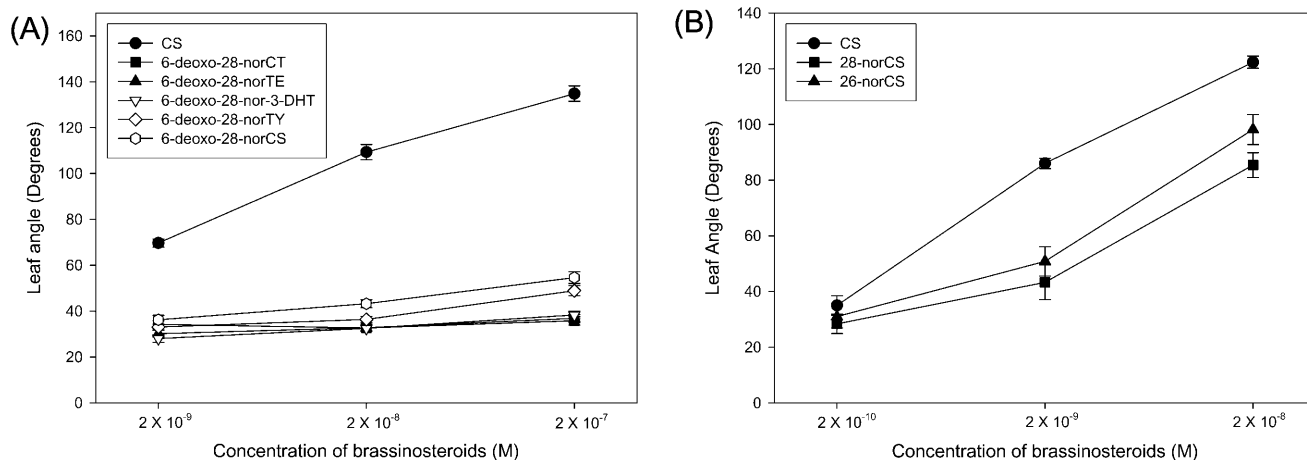 (A)
CS
6-deoxo-28-norCT
6-deoxo-28-norTE
6-deoxo-28-nor-3-DHT
6-deoxo-28-norTY
6-deoxo-28-norCS
Leaf angle (Degrees)
160
140
120
100
80
60
40
20
0
2 X 10⁻⁹
2 X 10⁻⁸
2 X 10⁻⁷
Concentration of brassinosteroids (M)
(B)
CS
28-norCS
26-norCS
Leaf Angle (Degrees)
140
120
100
80
60
40
20
0
2 X 10⁻¹⁰
2 X 10⁻⁹
2 X 10⁻⁸
Concentration of brassinosteroids (M)